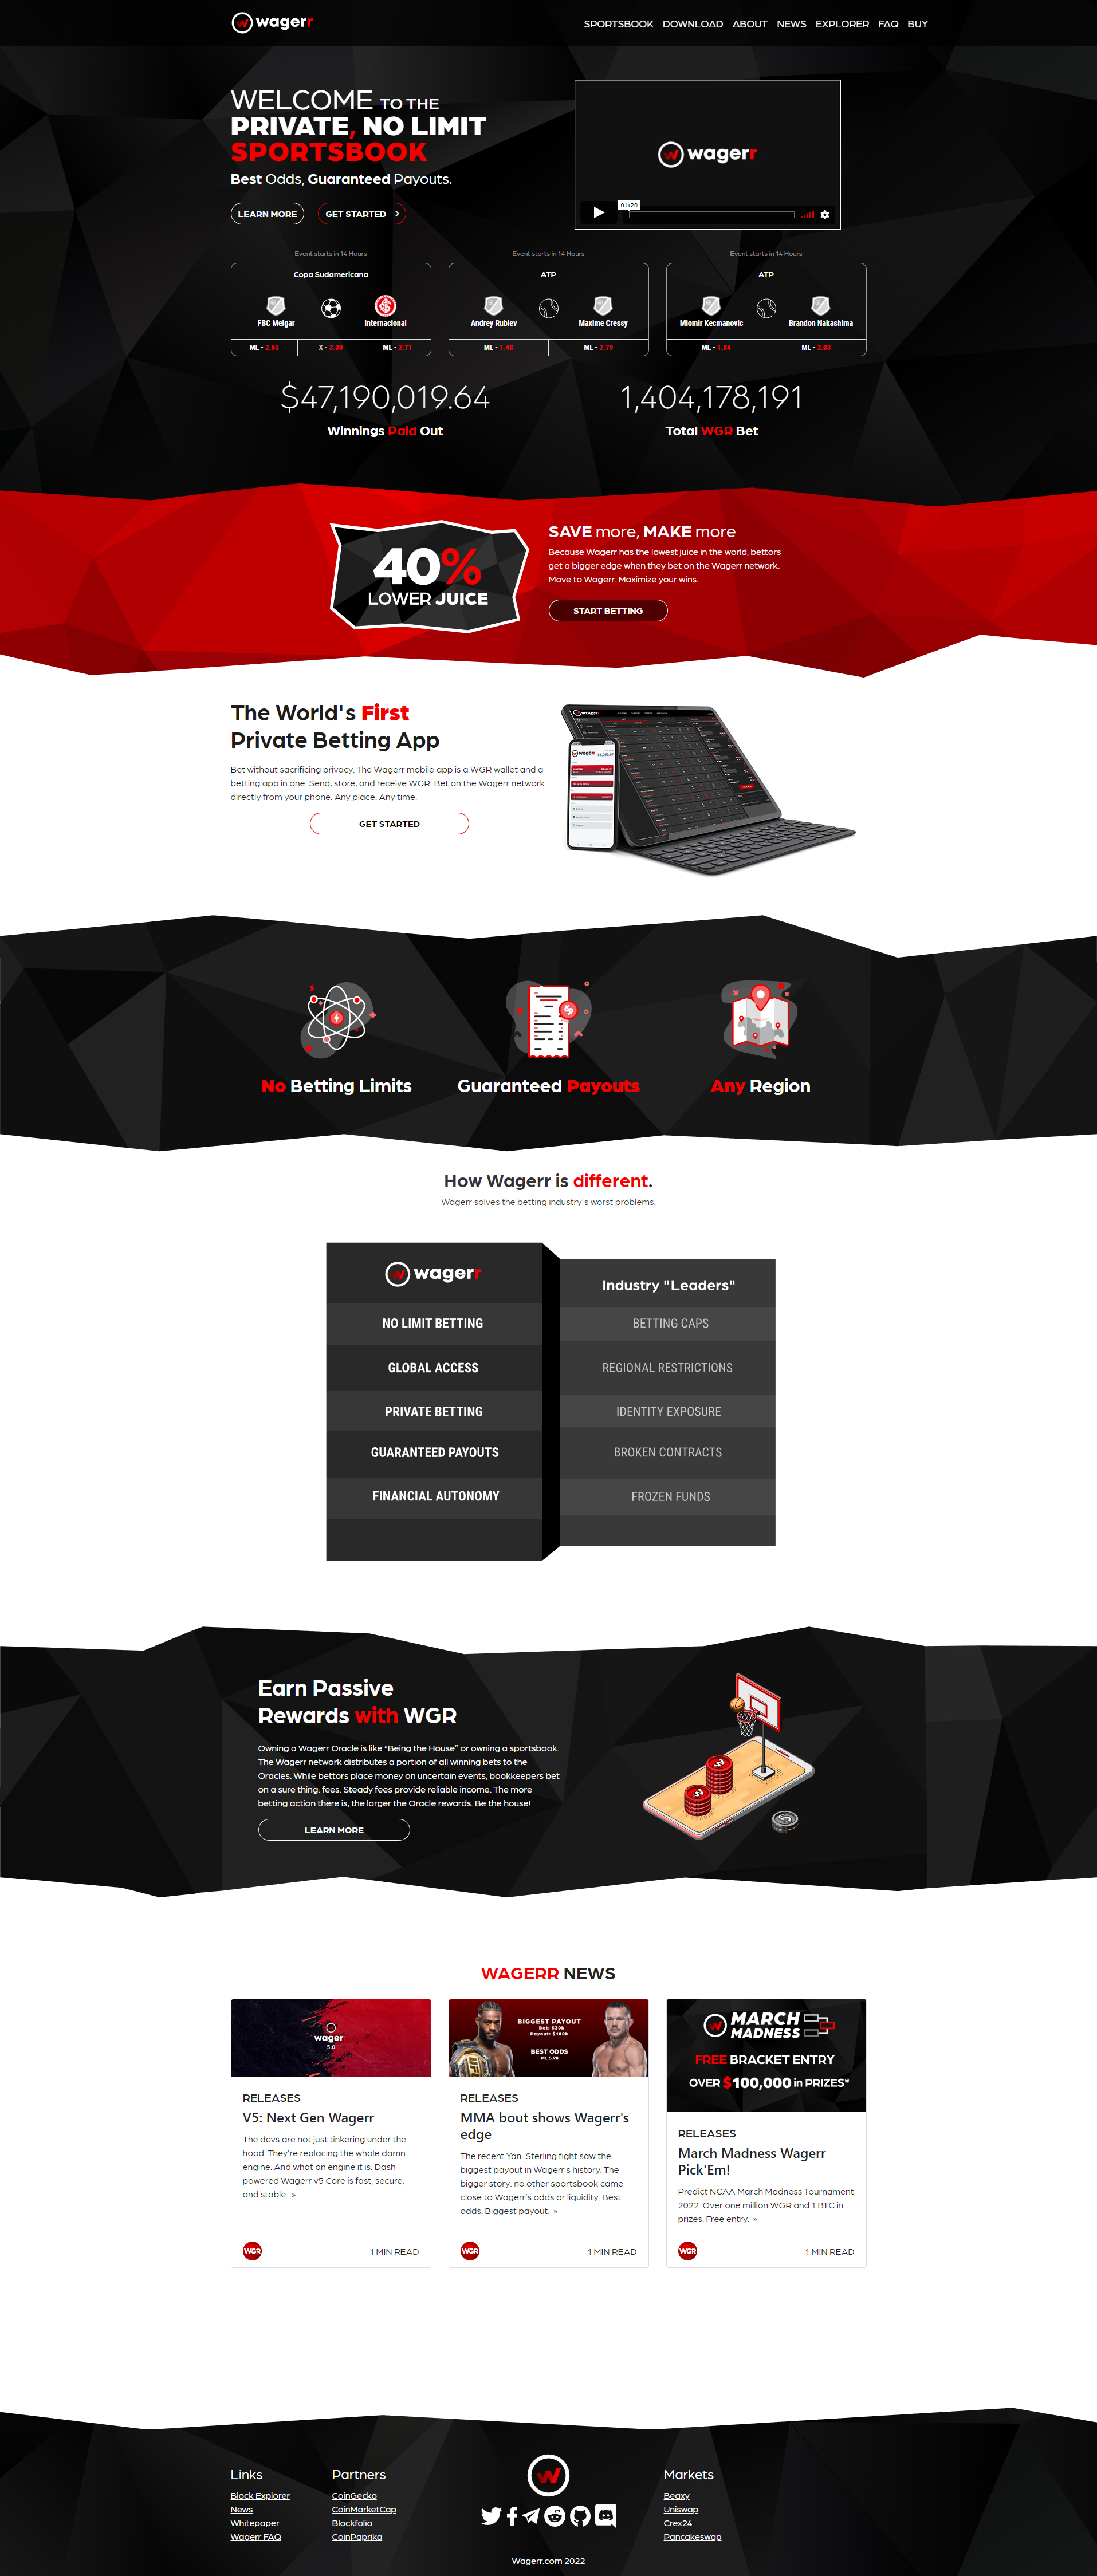 wagerr
SPORTSBOOK DOWNLOAD ABOUT NEWS EXPLORER FAQ BUY
WELCOME TO THE
PRIVATE, NO LIMIT
SPORTSBOOK
Best Odds, Guaranteed Payouts.
LEARN MORE GET STARTED
wagerr
01:20
Event starts in 14 Hours
Copa Sudamericana
FBC Melgar Internacional
ML - 2.63 X - 3.30 ML - 2.71
Event starts in 14 Hours
ATP
Andrey Rublev Maxime Cressy
ML - 1.48 ML - 2.79
Event starts in 14 Hours
ATP
Miomir Kecmanovic Brandon Nakashima
ML - 1.84 ML - 2.03
$47,190,019.64
Winnings Paid Out
1,404,178,191
Total WGR Bet
40%
LOWER JUICE
SAVE more, MAKE more
Because Wagerr has the lowest juice in the world, bettors
get a bigger edge when they bet on the Wagerr network.
Move to Wagerr. Maximize your wins.
START BETTING
The World's First
Private Betting App
Bet without sacrificing privacy. The Wagerr mobile app is a WGR wallet and a
betting app in one. Send, store, and receive WGR. Bet on the Wagerr network
directly from your phone. Any place. Any time.
GET STARTED
wagerr
wagerr
No Betting Limits
Guaranteed Payouts
Any Region
How Wagerr is different.
Wagerr solves the betting industry's worst problems.
wagerr
NO LIMIT BETTING
GLOBAL ACCESS
PRIVATE BETTING
GUARANTEED PAYOUTS
FINANCIAL AUTONOMY
Industry "Leaders"
BETTING CAPS
REGIONAL RESTRICTIONS
IDENTITY EXPOSURE
BROKEN CONTRACTS
FROZEN FUNDS
Earn Passive
Rewards with WGR
Owning a Wagerr Oracle is like “Being the House” or owning a sportsbook.
The Wagerr network distributes a portion of all winning bets to the
Oracles. While bettors place money on uncertain events, bookkeepers bet
on a sure thing: fees. Steady fees provide reliable income. The more
betting action there is, the larger the Oracle rewards. Be the house!
LEARN MORE
WAGERR NEWS
wagerr
5.0
RELEASES
V5: Next Gen Wagerr
The devs are not just tinkering under the
hood. They're replacing the whole damn
engine. And what an engine it is. Dash-
powered Wagerr v5 Core is fast, secure,
and stable. »
WGR 1 MIN READ
BIGGEST PAYOUT
Bet: $30k
Payout: $180k
BEST ODDS
ML 5.98
RELEASES
MMA bout shows Wagerr's
edge
The recent Yan-Sterling fight saw the
biggest payout in Wagerr's history. The
bigger story: no other sportsbook came
close to Wagerr's odds or liquidity. Best
odds. Biggest payout. »
WGR 1 MIN READ
MARCH
MADNESS
FREE BRACKET ENTRY
OVER $100,000 in PRIZES*
RELEASES
March Madness Wagerr
Pick'Em!
Predict NCAA March Madness Tournament
2022. Over one million WGR and 1 BTC in
prizes. Free entry. »
WGR 1 MIN READ
Links
Block Explorer
News
Whitepaper
Wagerr FAQ
Partners
CoinGecko
CoinMarketCap
Blockfolio
CoinPaprika
Markets
Beaxy
Uniswap
Crex24
Pancakeswap
Wagerr.com 2022